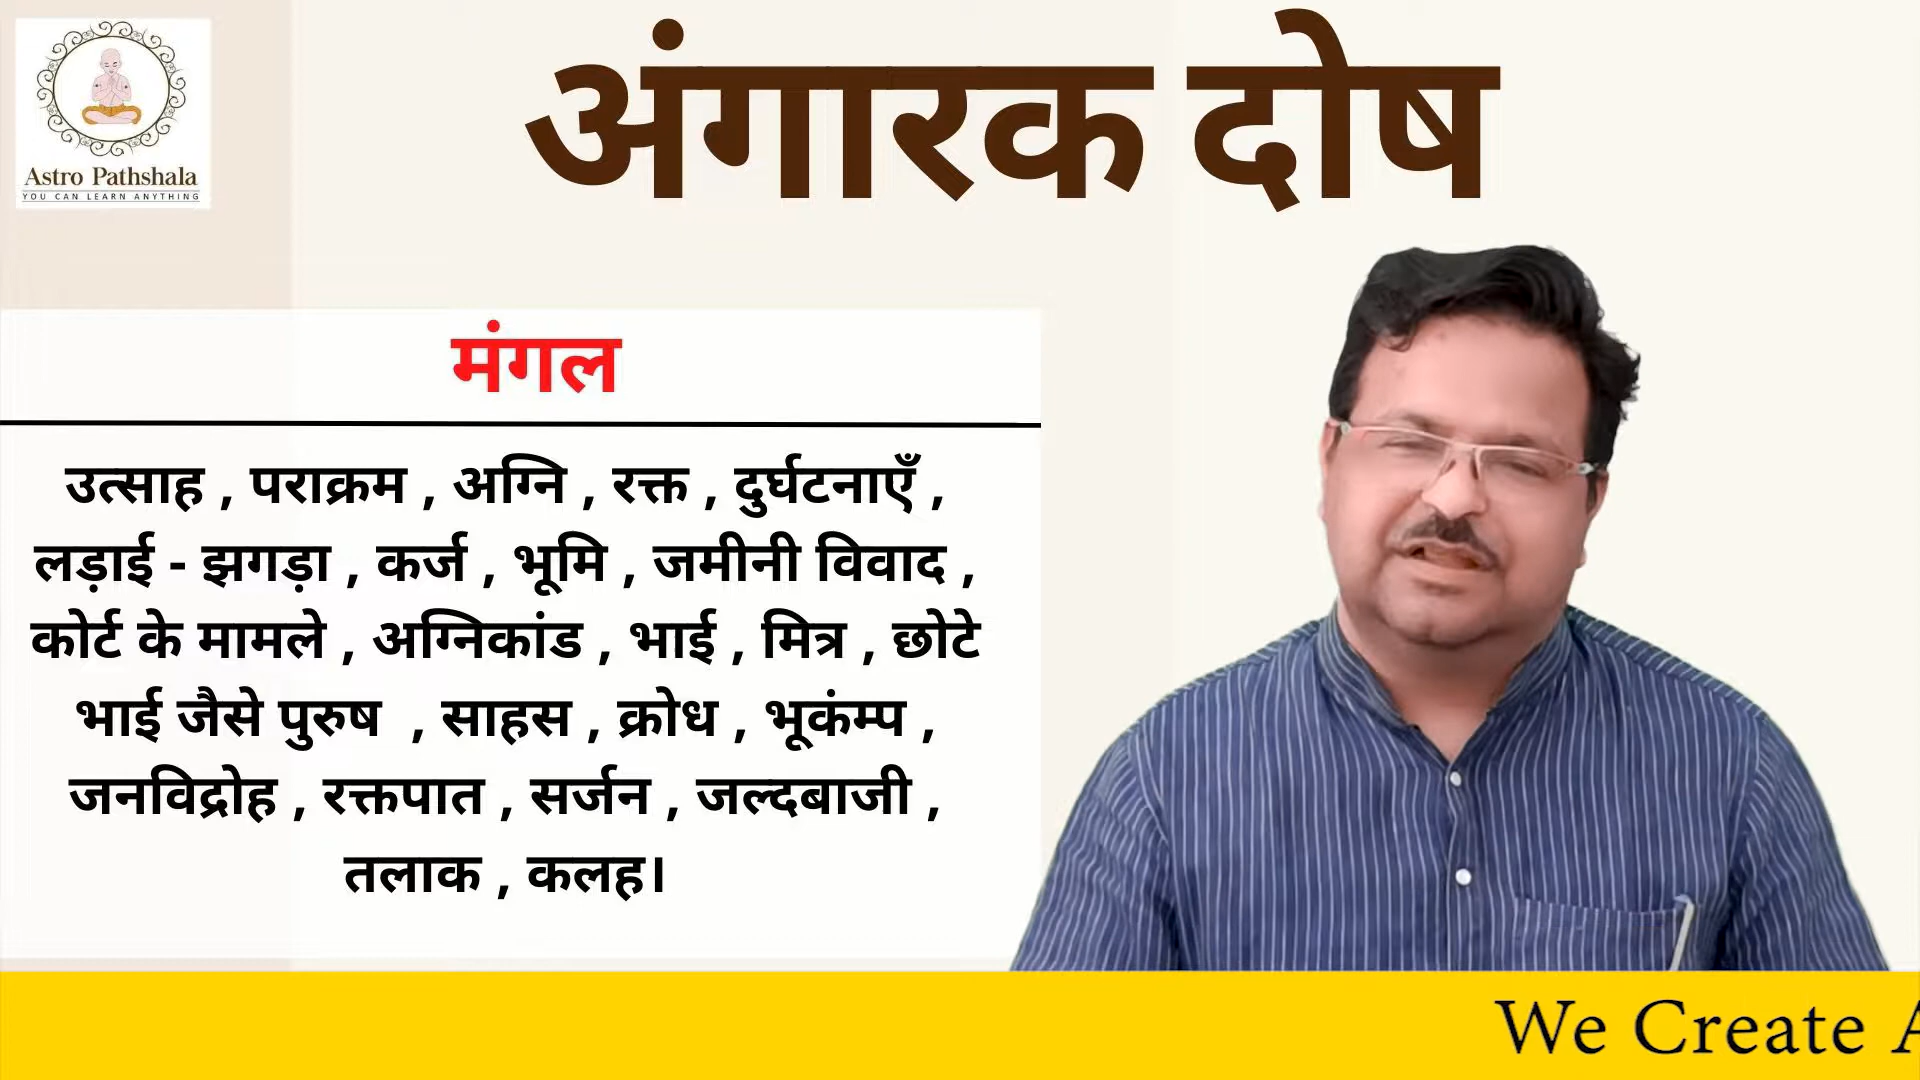 Astro Pathshala
YOU CAN LEARN ANYTHING
अंगारक दोष
मंगल
उत्साह , पराक्रम , अग्नि , रक्त , दुर्घटनाएँ ,
लड़ाई - झगड़ा , कर्ज , भूमि , जमीनी विवाद ,
कोर्ट के मामले , अग्निकांड , भाई , मित्र , छोटे
भाई जैसे पुरुष , साहस , क्रोध , भूकंम्प ,
जनविद्रोह , रक्तपात , सर्जन , जल्दबाजी ,
तलाक , कलह।
We Create A